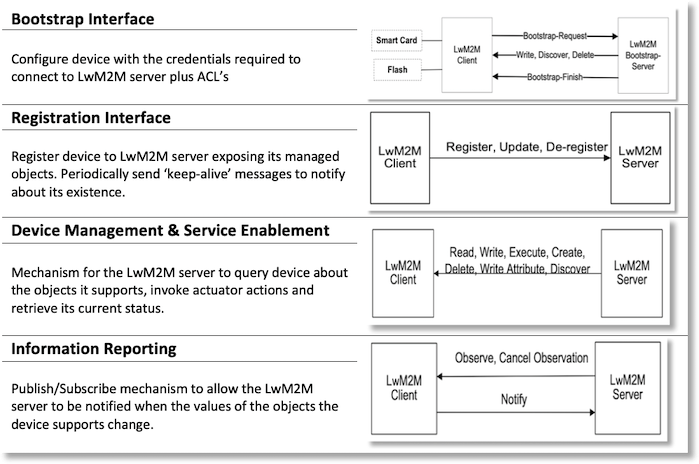 Bootstrap Interface
Configure device with the credentials required to
connect to LwM2M server plus ACL's
Smart Card
Flash
LwM2M
Client
Bootstrap-Request
Write, Discover, Delete
Bootstrap-Finish
LwM2M
Bootstrap-
Server
Registration Interface
Register device to LwM2M server exposing its managed
objects. Periodically send 'keep-alive' messages to notify
about its existence.
LwM2M
Client
Register, Update, De-register
LwM2M
Server
Device Management & Service Enablement
Mechanism for the LwM2M server to query device about
the objects it supports, invoke actuator actions and
retrieve its current status.
LwM2M
Client
Read, Write, Execute, Create,
Delete, Write Attribute, Discover
LwM2M
Server
Information Reporting
Publish/Subscribe mechanism to allow the LwM2M
server to be notified when the values of the objects the
device supports change.
LwM2M
Client
Observe, Cancel Observation
Notify
LwM2M
Server